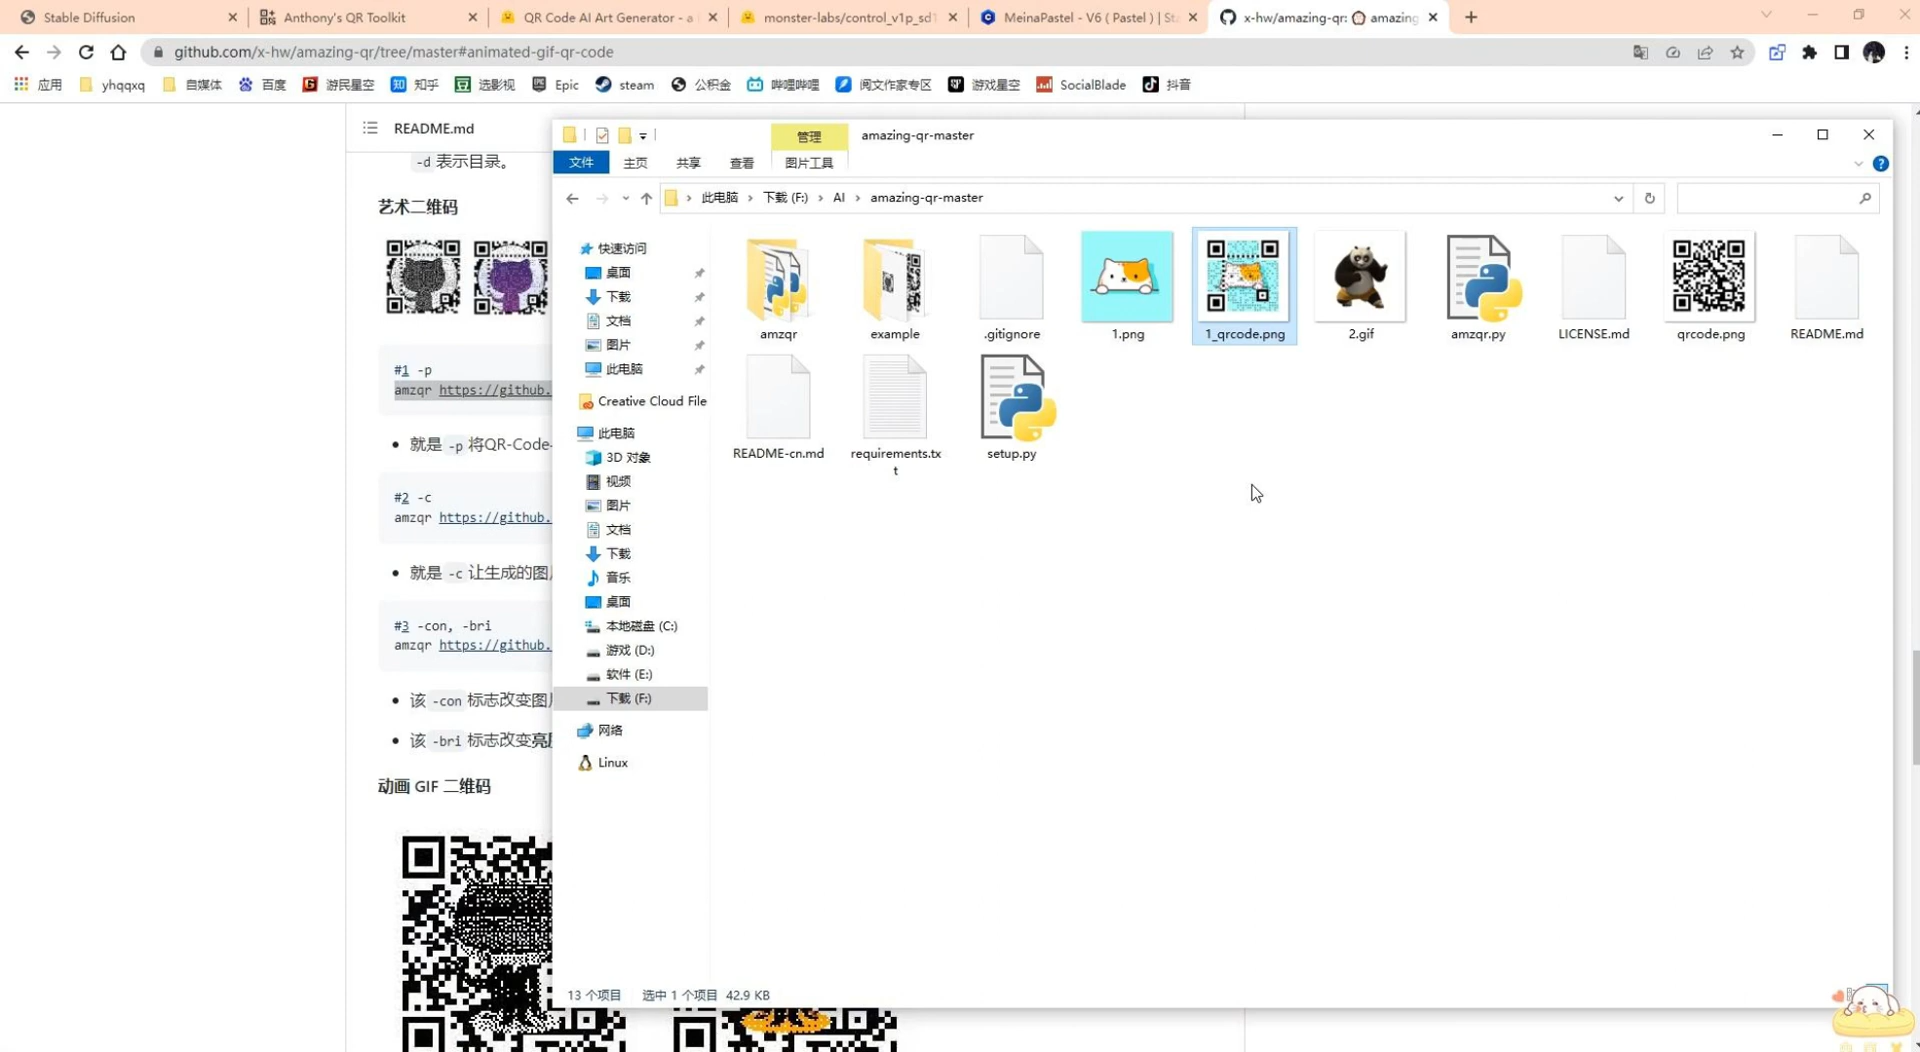 Stable Diffusion
Anthony's QR Toolkit
QR Code AI Art Generator - a
monster-labs/control_v1p_sd1
MeinaPastel - V6 ( Pastel ) | St
x-hw/amazing-qr: amazing
github.com/x-hw/amazing-qr/tree/master#animated-gif-qr-code
应用
yhqqxq
自媒体
百度
游民星空
知乎
选影视
Epic
steam
公积金
哔哩哔哩
阅文作家专区
游戏星空
SocialBlade
抖音
README.md
-d 表示目录。
艺术二维码
#1 -p
amzqr https://github.
就是 -p 将QR-Code-
#2 -c
amzqr https://github.
就是 -c 让生成的图
#3 -con, -bri
amzqr https://github.
该 -con 标志改变图
该 -bri 标志改变亮
动画 GIF 二维码
管理
amazing-qr-master
文件
主页
共享
查看
图片工具
此电脑
下载 (F:)
AI
amazing-qr-master
快速访问
桌面
下载
文档
图片
此电脑
Creative Cloud File
此电脑
3D 对象
视频
图片
文档
下载
音乐
桌面
本地磁盘 (C:)
游戏 (D:)
软件 (E:)
下载 (F:)
网络
Linux
amzqr
example
.gitignore
1.png
1_qrcode.png
2.gif
amzqr.py
LICENSE.md
qrcode.png
README.md
README-cn.md
requirements.tx
t
setup.py
13 个项目
选中 1 个项目 42.9 KB